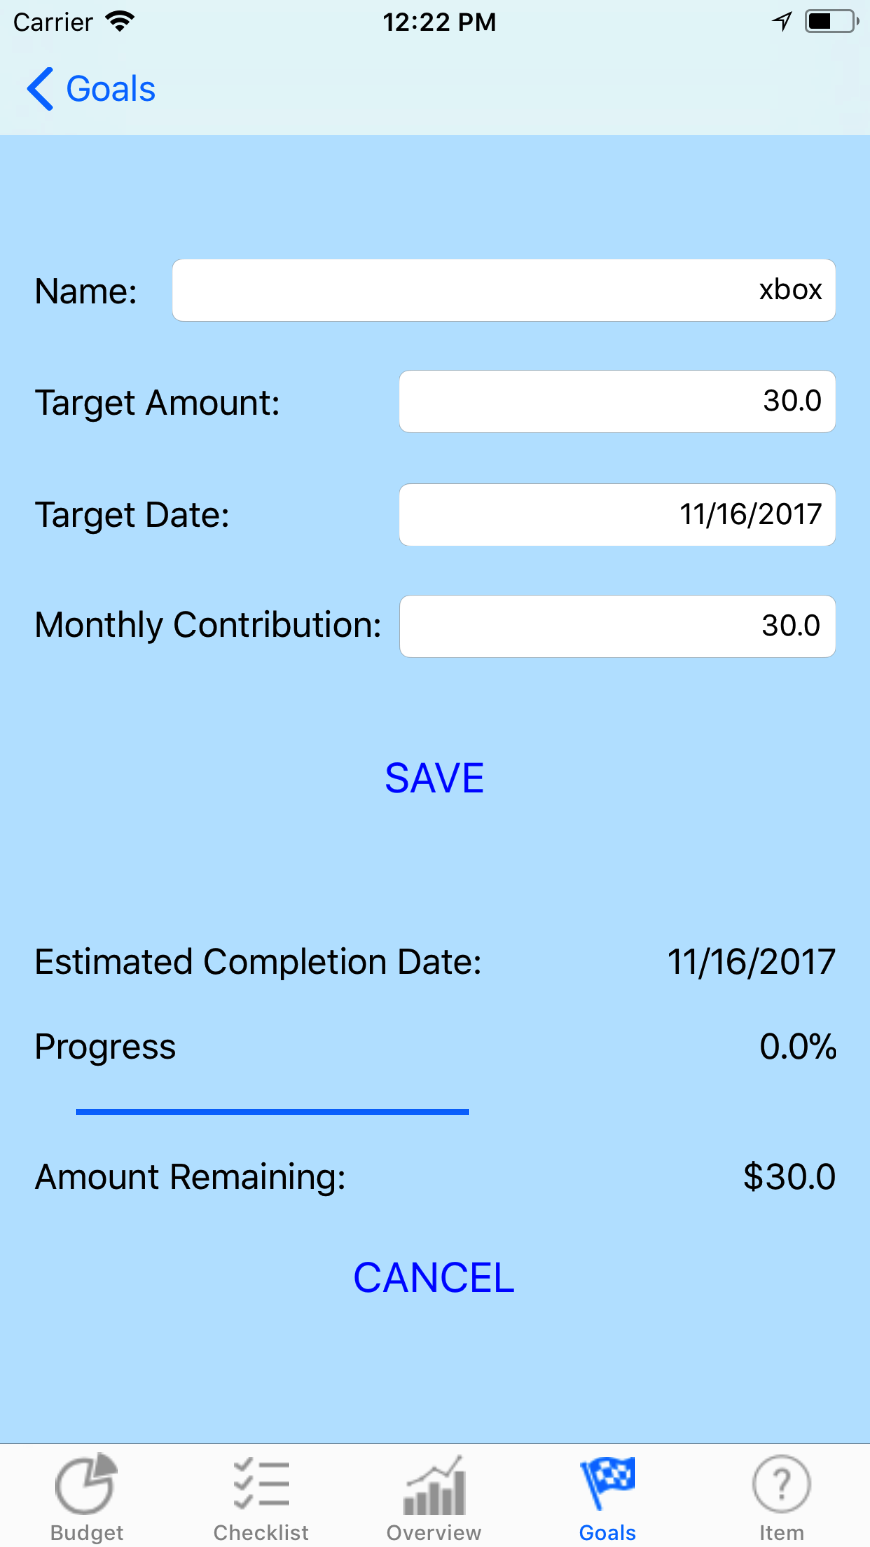 Carrier 12:22 PM
Goals
Name: xbox
Target Amount: 30.0
Target Date: 11/16/2017
Monthly Contribution: 30.0
SAVE
Estimated Completion Date: 11/16/2017
Progress 0.0%
Amount Remaining: $30.0
CANCEL
?
Budget Checklist Overview Goals Item